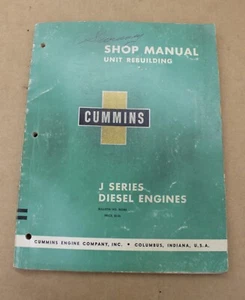 SHOP MANUAL
UNIT REBUILDING
CUMMINS
J SERIES
DIESEL ENGINES
CUMMINS ENGINE COMPANY, INC. • COLUMBUS, INDIANA, U.S.A.